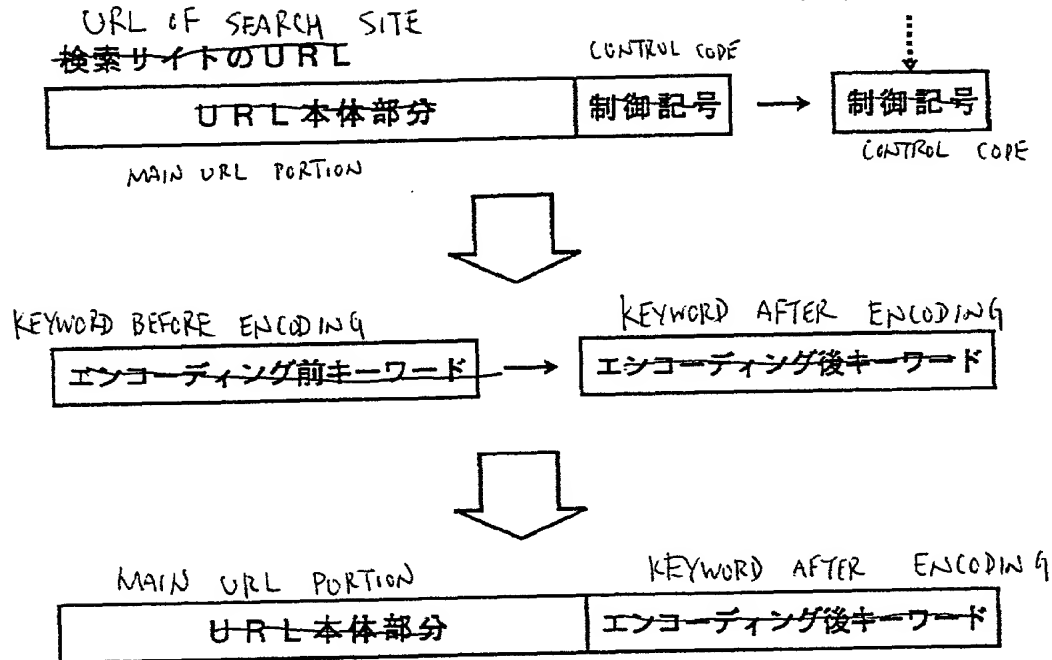 URL OF SEARCH SITE
検索サイトのURL
CONTROL CODE
URL本体部分 制御記号 制御記号
MAIN URL PORTION
CONTROL CODE
KEYWORD BEFORE ENCODING KEYWORD AFTER ENCODING
エンコーディング前キーワード エンコーディング後キーワード
MAIN URL PORTION KEYWORD AFTER ENCODING
URL本体部分 エンコーディング後キーワード